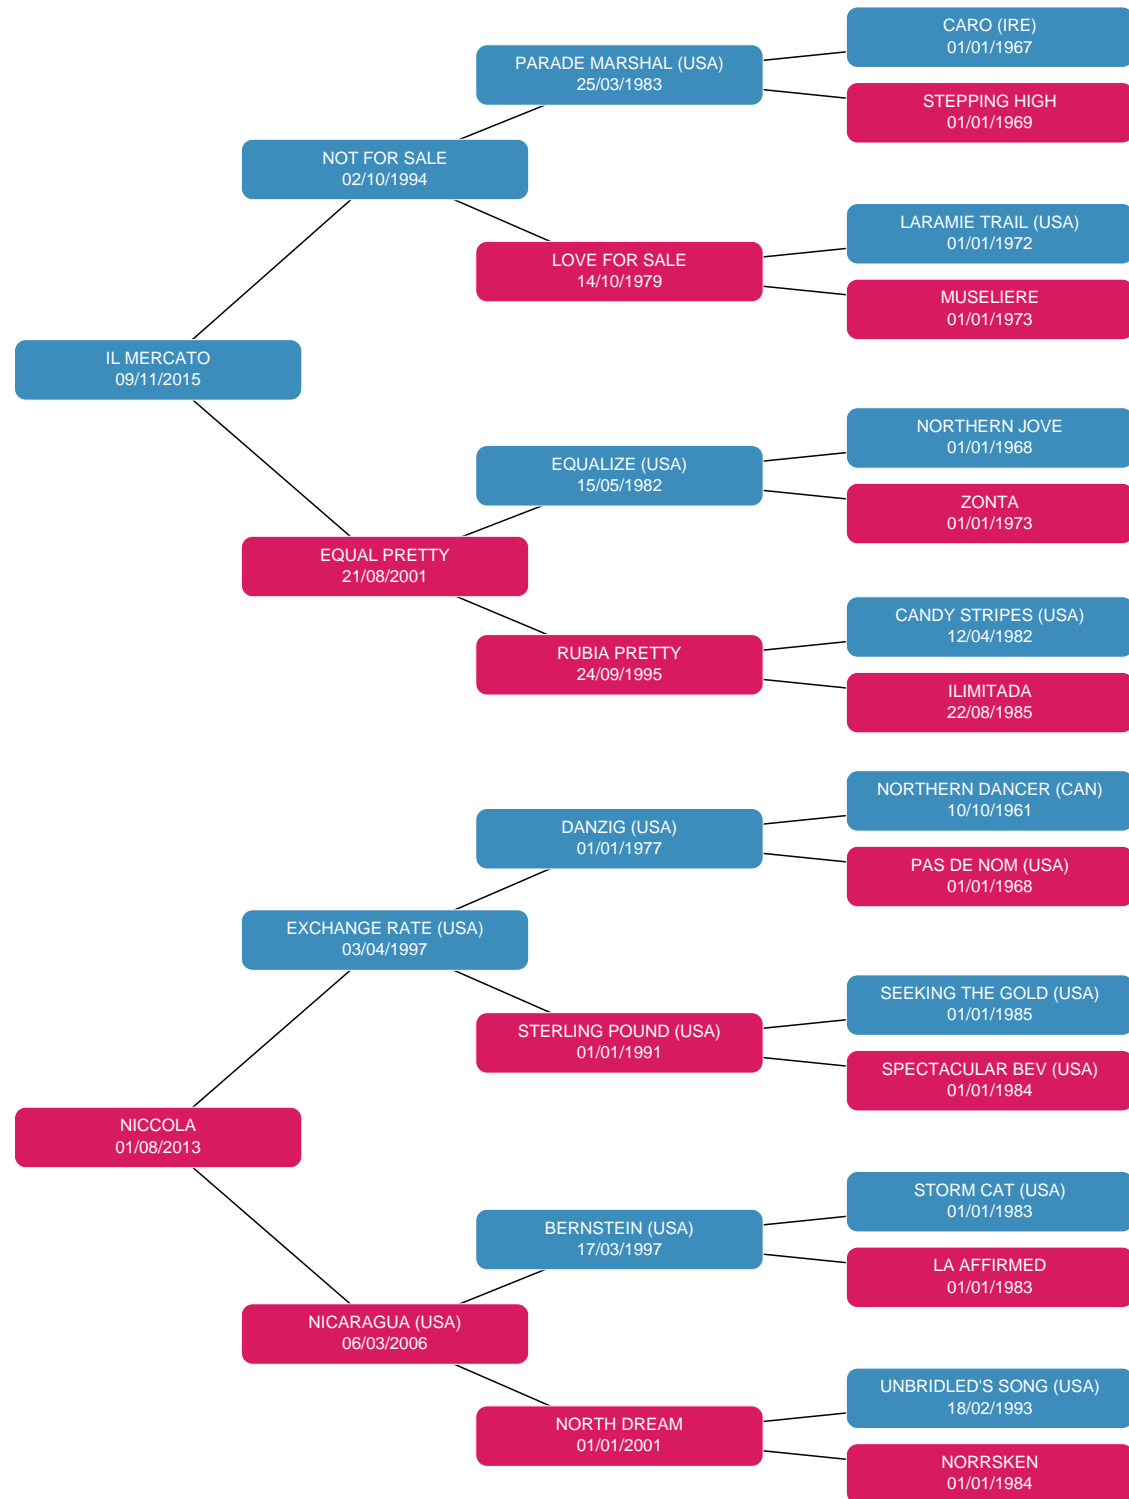 CARO (IRE)
01/01/1967
PARADE MARSHAL (USA)
25/03/1983
STEPPING HIGH
01/01/1969
NOT FOR SALE
02/10/1994
LARAMIE TRAIL (USA)
01/01/1972
LOVE FOR SALE
14/10/1979
MUSELIERE
01/01/1973
IL MERCATO
09/11/2015
NORTHERN JOVE
01/01/1968
EQUALIZE (USA)
15/05/1982
ZONTA
01/01/1973
EQUAL PRETTY
21/08/2001
CANDY STRIPES (USA)
12/04/1982
RUBIA PRETTY
24/09/1995
ILIMITADA
22/08/1985
NORTHERN DANCER (CAN)
10/10/1961
DANZIG (USA)
01/01/1977
PAS DE NOM (USA)
01/01/1968
EXCHANGE RATE (USA)
03/04/1997
SEEKING THE GOLD (USA)
01/01/1985
STERLING POUND (USA)
01/01/1991
SPECTACULAR BEV (USA)
01/01/1984
NICCOLA
01/08/2013
STORM CAT (USA)
01/01/1983
BERNSTEIN (USA)
17/03/1997
LA AFFIRMED
01/01/1983
NICARAGUA (USA)
06/03/2006
UNBRIDLED'S SONG (USA)
18/02/1993
NORTH DREAM
01/01/2001
NORRSKEN
01/01/1984